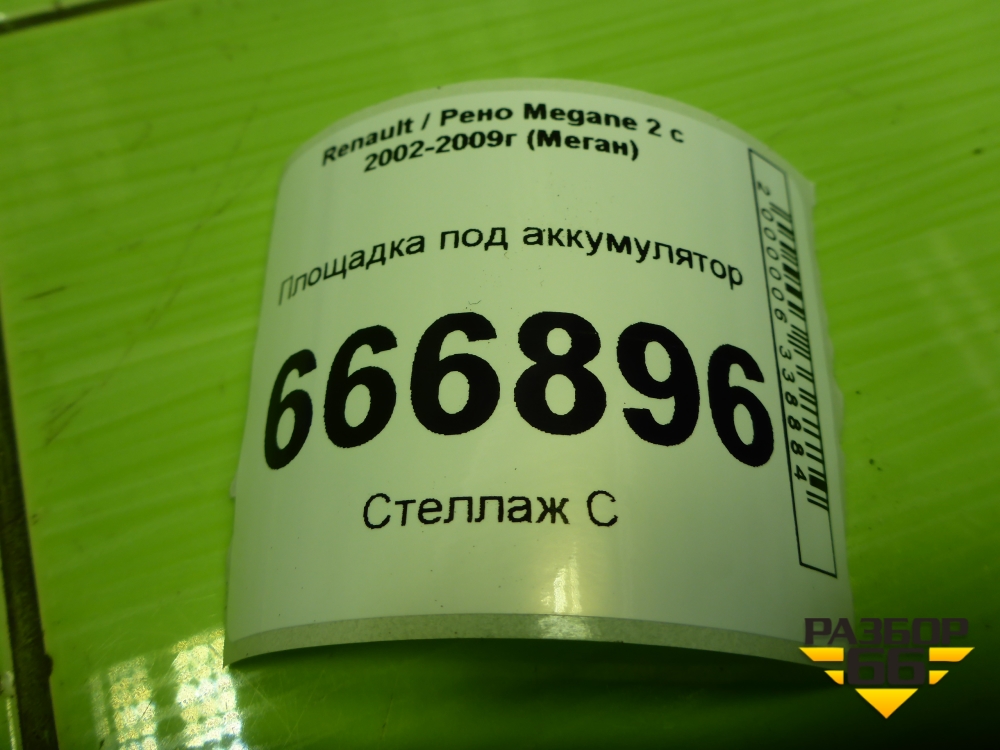 Renault / Рено Megane 2 с
2002-2009г (Меган)
Площадка под аккумулятор
666896
Стеллаж С
2000006338884
РАЗБОР
66